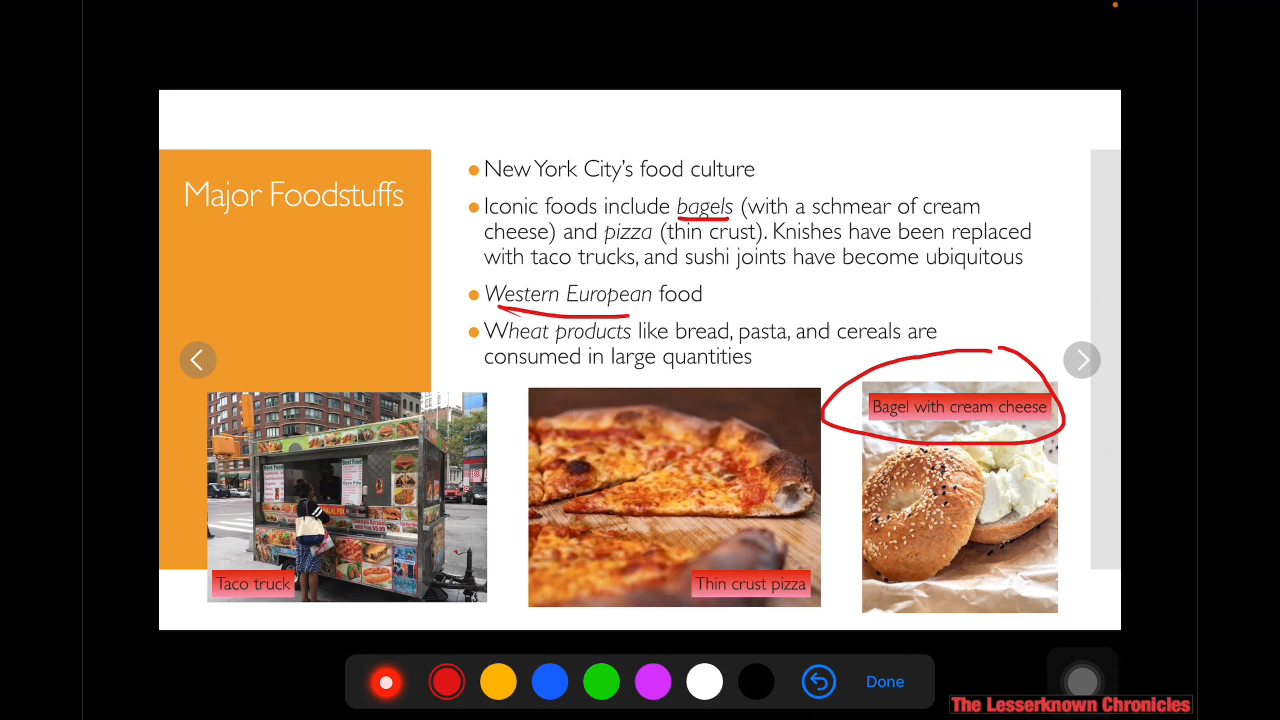 Major Foodstuffs
New York City's food culture
Iconic foods include bagels (with a schmear of cream
cheese) and pizza (thin crust). Knishes have been replaced
with taco trucks, and sushi joints have become ubiquitous
Western European food
Wheat products like bread, pasta, and cereals are
consumed in large quantities
Bagel with cream cheese
Taco truck
Thin crust pizza
Done
The Lesserknown Chronicles